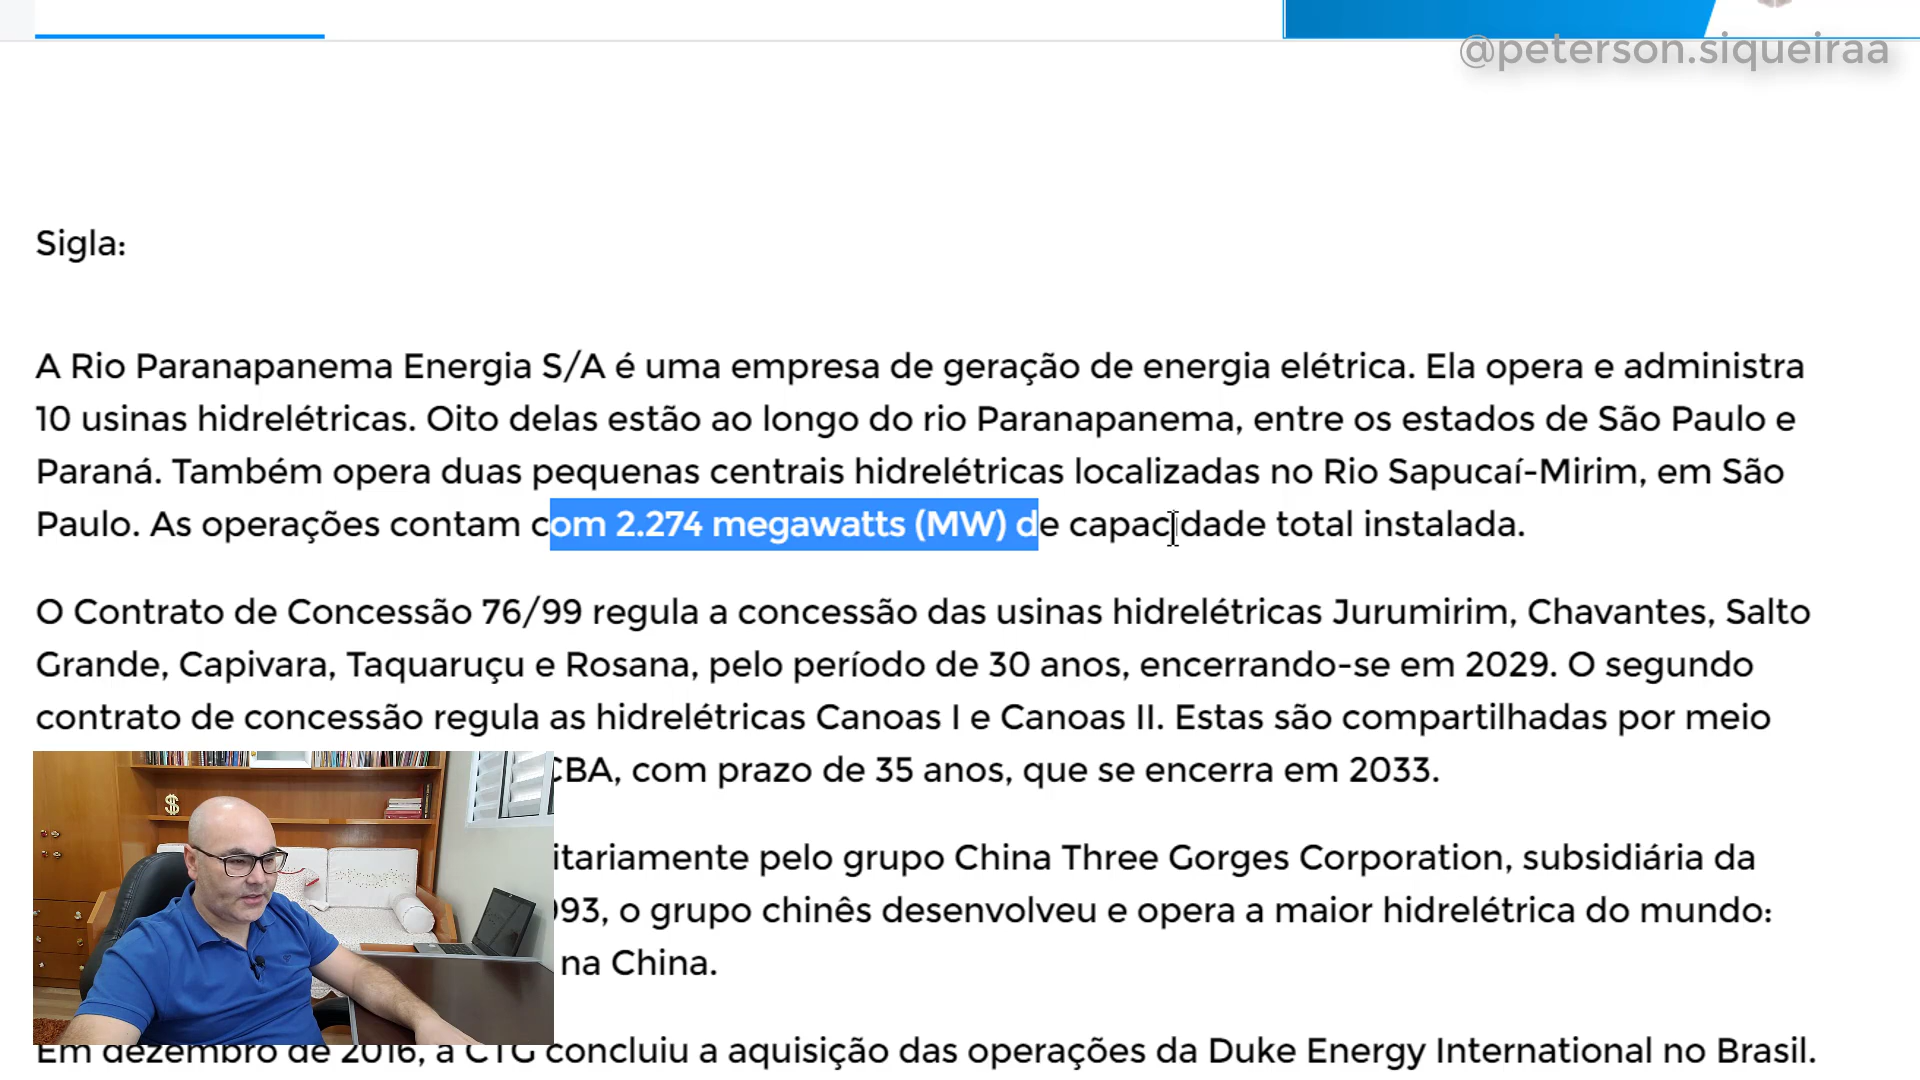 @peterson.siqueiraa
Sigla:
A Rio Paranapanema Energia S/A é uma empresa de geração de energia elétrica. Ela opera e administra
10 usinas hidrelétricas. Oito delas estão ao longo do rio Paranapanema, entre os estados de São Paulo e
Paraná. Também opera duas pequenas centrais hidrelétricas localizadas no Rio Sapucaí-Mirim, em São
Paulo. As operações contam com 2.274 megawatts (MW) de capacidade total instalada.
O Contrato de Concessão 76/99 regula a concessão das usinas hidrelétricas Jurumirim, Chavantes, Salto
Grande, Capivara, Taquaruçu e Rosana, pelo período de 30 anos, encerrando-se em 2029. O segundo
contrato de concessão regula as hidrelétricas Canoas I e Canoas II. Estas são compartilhadas por meio
CBA, com prazo de 35 anos, que se encerra em 2033.
itariamente pelo grupo China Three Gorges Corporation, subsidiária da
93, o grupo chinês desenvolveu e opera a maior hidrelétrica do mundo:
na China.
Em dezembro de 2016, a CTG concluiu a aquisição das operações da Duke Energy International no Brasil.